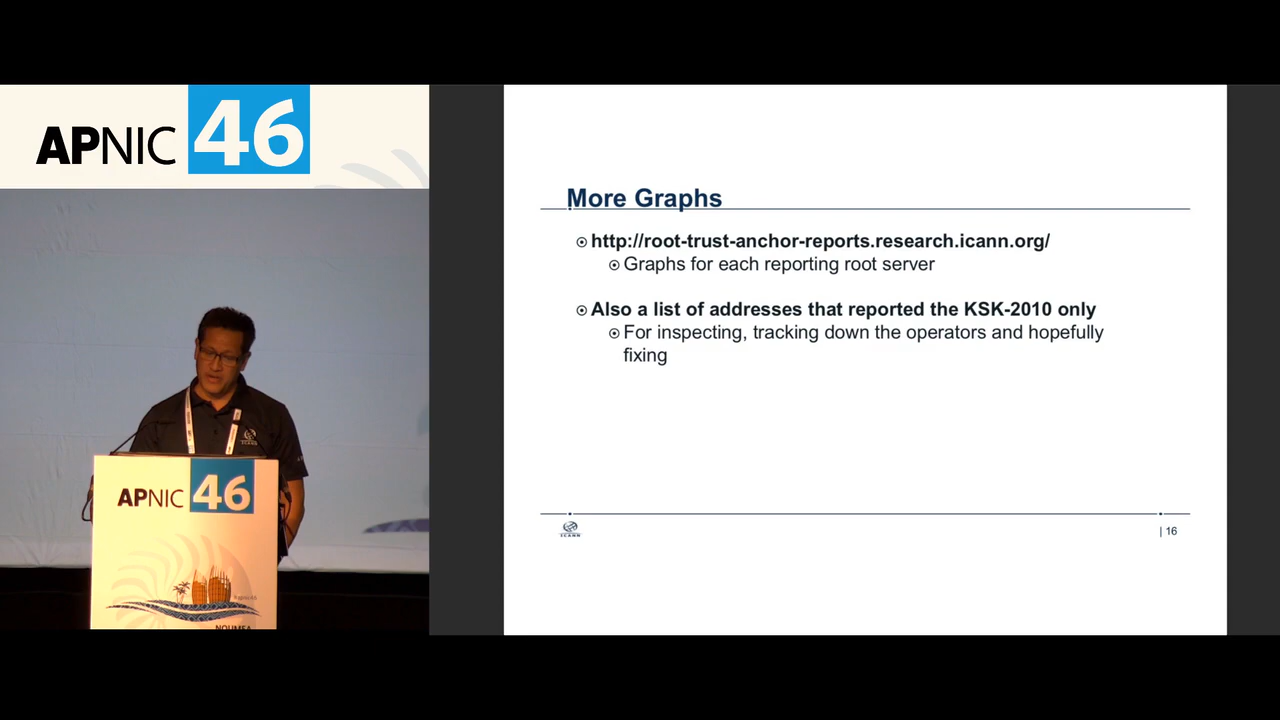 APNIC 46
APNIC 46
NOUMEA
More Graphs
http://root-trust-anchor-reports.research.icann.org/
Graphs for each reporting root server
Also a list of addresses that reported the KSK-2010 only
For inspecting, tracking down the operators and hopefully
fixing
ICANN
| 16